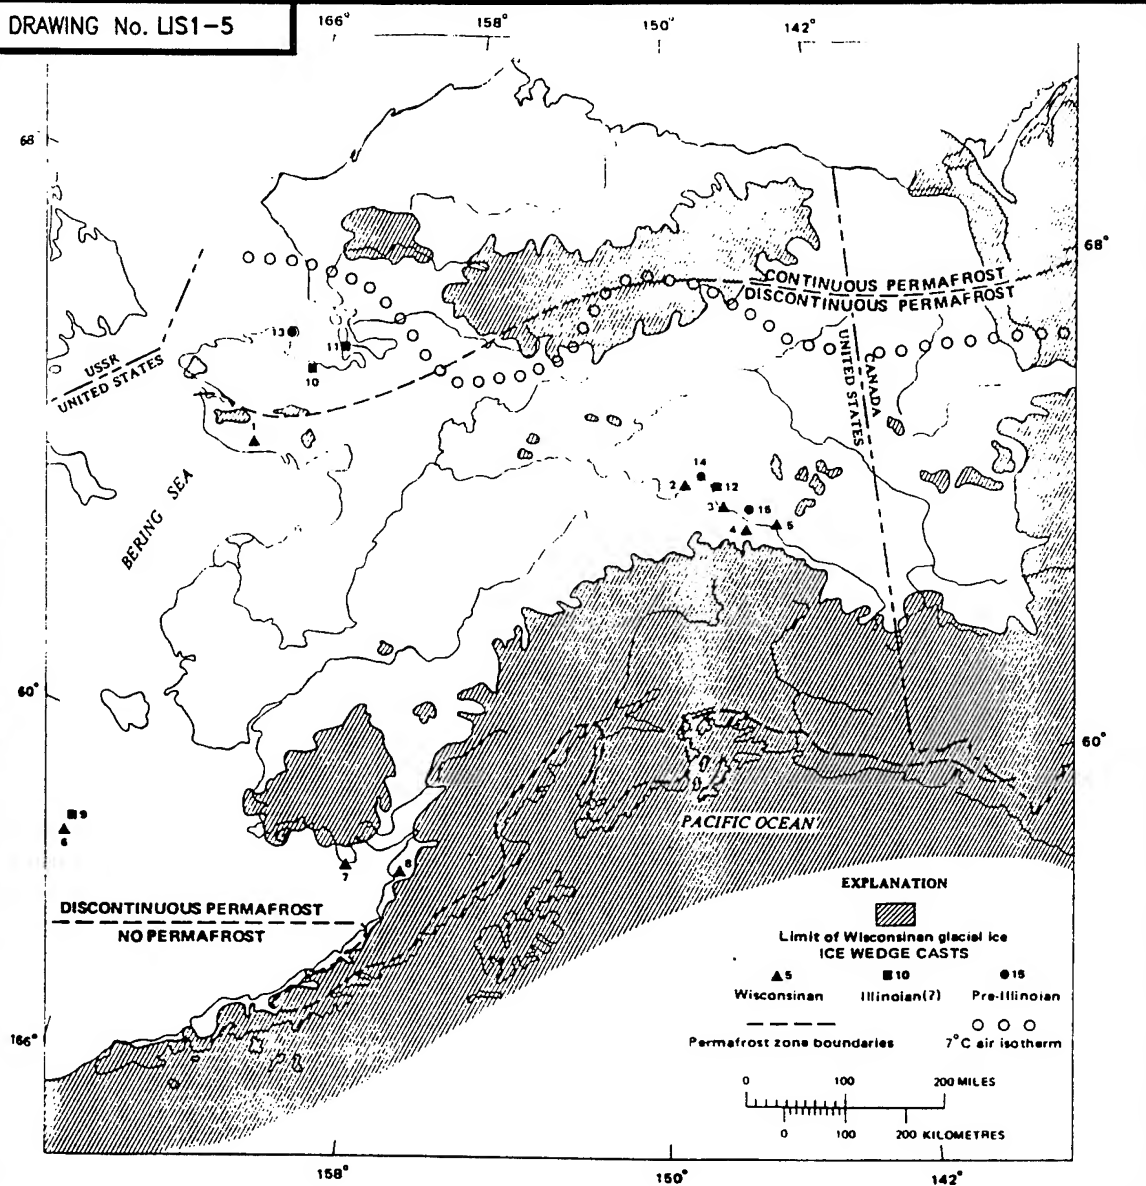 DRAWING No. LIS1-5
166° 158° 150° 142°
68°
68°
CONTINUOUS PERMAFROST
DISCONTINUOUS PERMAFROST
USSR
UNITED STATES
CANADA
UNITED STATES
13
11
10
14
2
12
3
15
4
5
BERING SEA
60°
60°
9
6
7
8
PACIFIC OCEAN
DISCONTINUOUS PERMAFROST
NO PERMAFROST
EXPLANATION
Limit of Wisconsinan glacial ice
ICE WEDGE CASTS
5 10 15
Wisconsinan Illinoian(?) Pre-Illinoian
Permafrost zone boundaries 7°C air isotherm
0 100 200 MILES
0 100 200 KILOMETRES
166°
158° 150° 142°